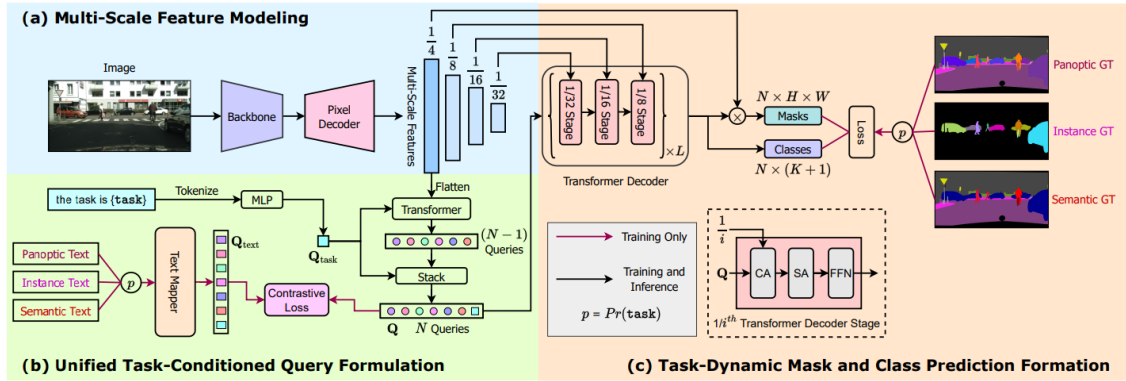 (a) Multi-Scale Feature Modeling
Image
Backbone
Pixel
Decoder
Multi-Scale Features
1/4
1/8
1/16
1/32
1/32 Stage
1/16 Stage
1/8 Stage
×L
Transformer Decoder
×
N × H × W
Masks
Classes
N × (K + 1)
Loss
p
Panoptic GT
Instance GT
Semantic GT
the task is {task}
Tokenize
MLP
Q_task
Flatten
Transformer
(N − 1)
Queries
Stack
Q N Queries
Panoptic Text
Instance Text
Semantic Text
p
Text Mapper
Q_text
Contrastive
Loss
(b) Unified Task-Conditioned Query Formulation
Training Only
Training and
Inference
p = Pr(task)
1/i
Q
CA
SA
FFN
1/i^th Transformer Decoder Stage
(c) Task-Dynamic Mask and Class Prediction Formation